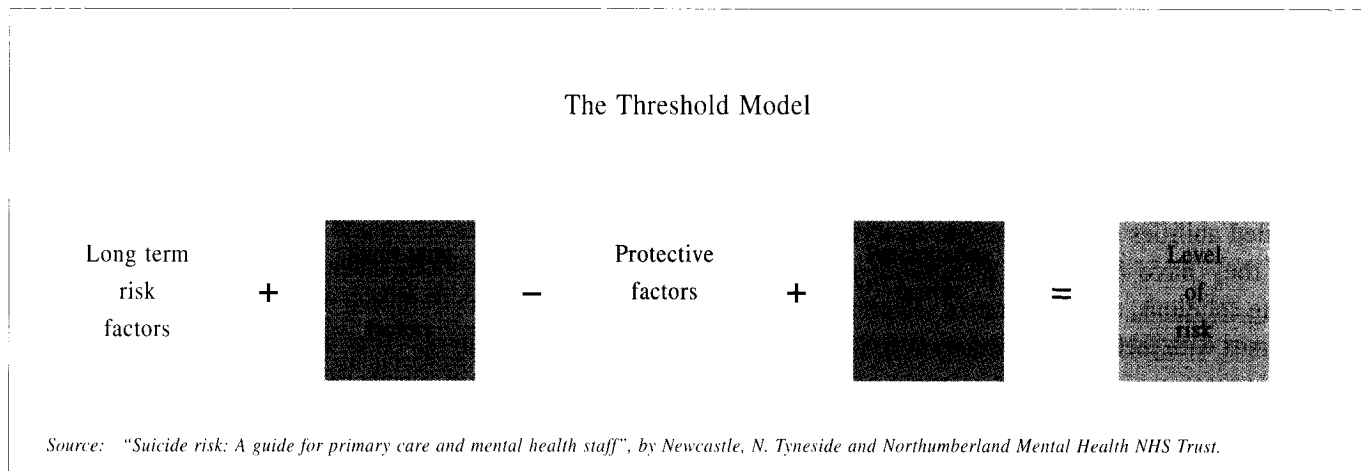 The Threshold Model
Long term
risk
factors
+
−
Protective
factors
+
=
Level
of
risk
Source: “Suicide risk: A guide for primary care and mental health staff”, by Newcastle, N. Tyneside and Northumberland Mental Health NHS Trust.